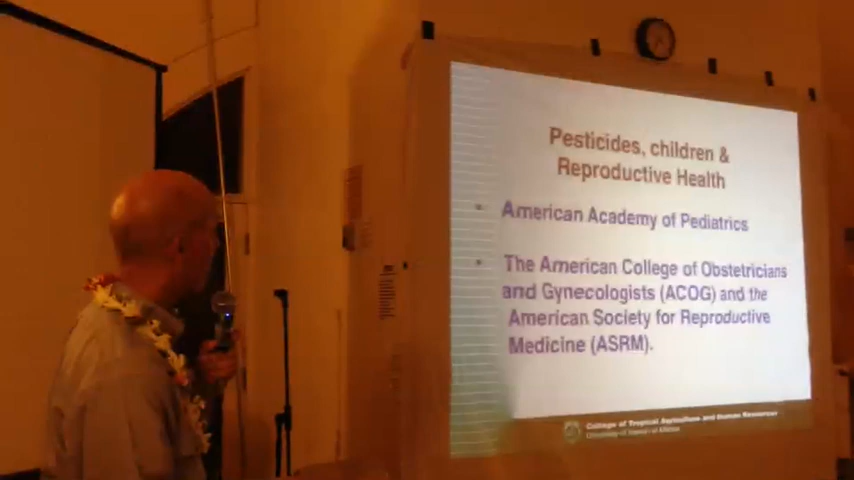 Pesticides, children &
Reproductive Health
American Academy of Pediatrics
The American College of Obstetricians
and Gynecologists (ACOG) and the
American Society for Reproductive
Medicine (ASRM).
College of Tropical Agriculture and Human Resources